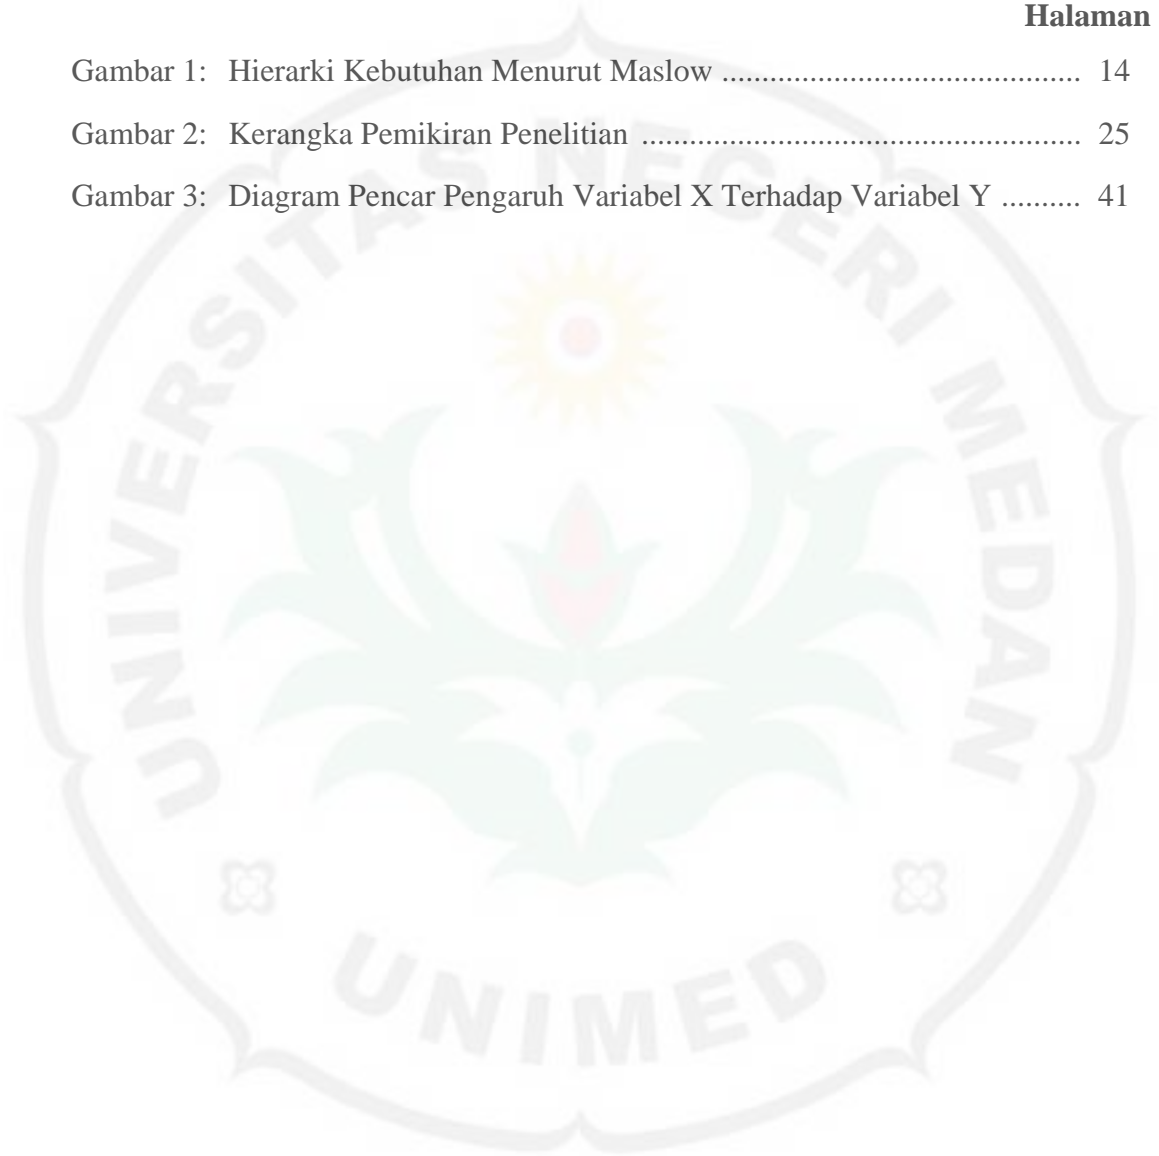 Halaman
Gambar 1: Hierarki Kebutuhan Menurut Maslow .............................................. 14
Gambar 2: Kerangka Pemikiran Penelitian ........................................................ 25
Gambar 3: Diagram Pencar Pengaruh Variabel X Terhadap Variabel Y .......... 41
UNIVERSITAS NEGERI MEDAN
UNIMED